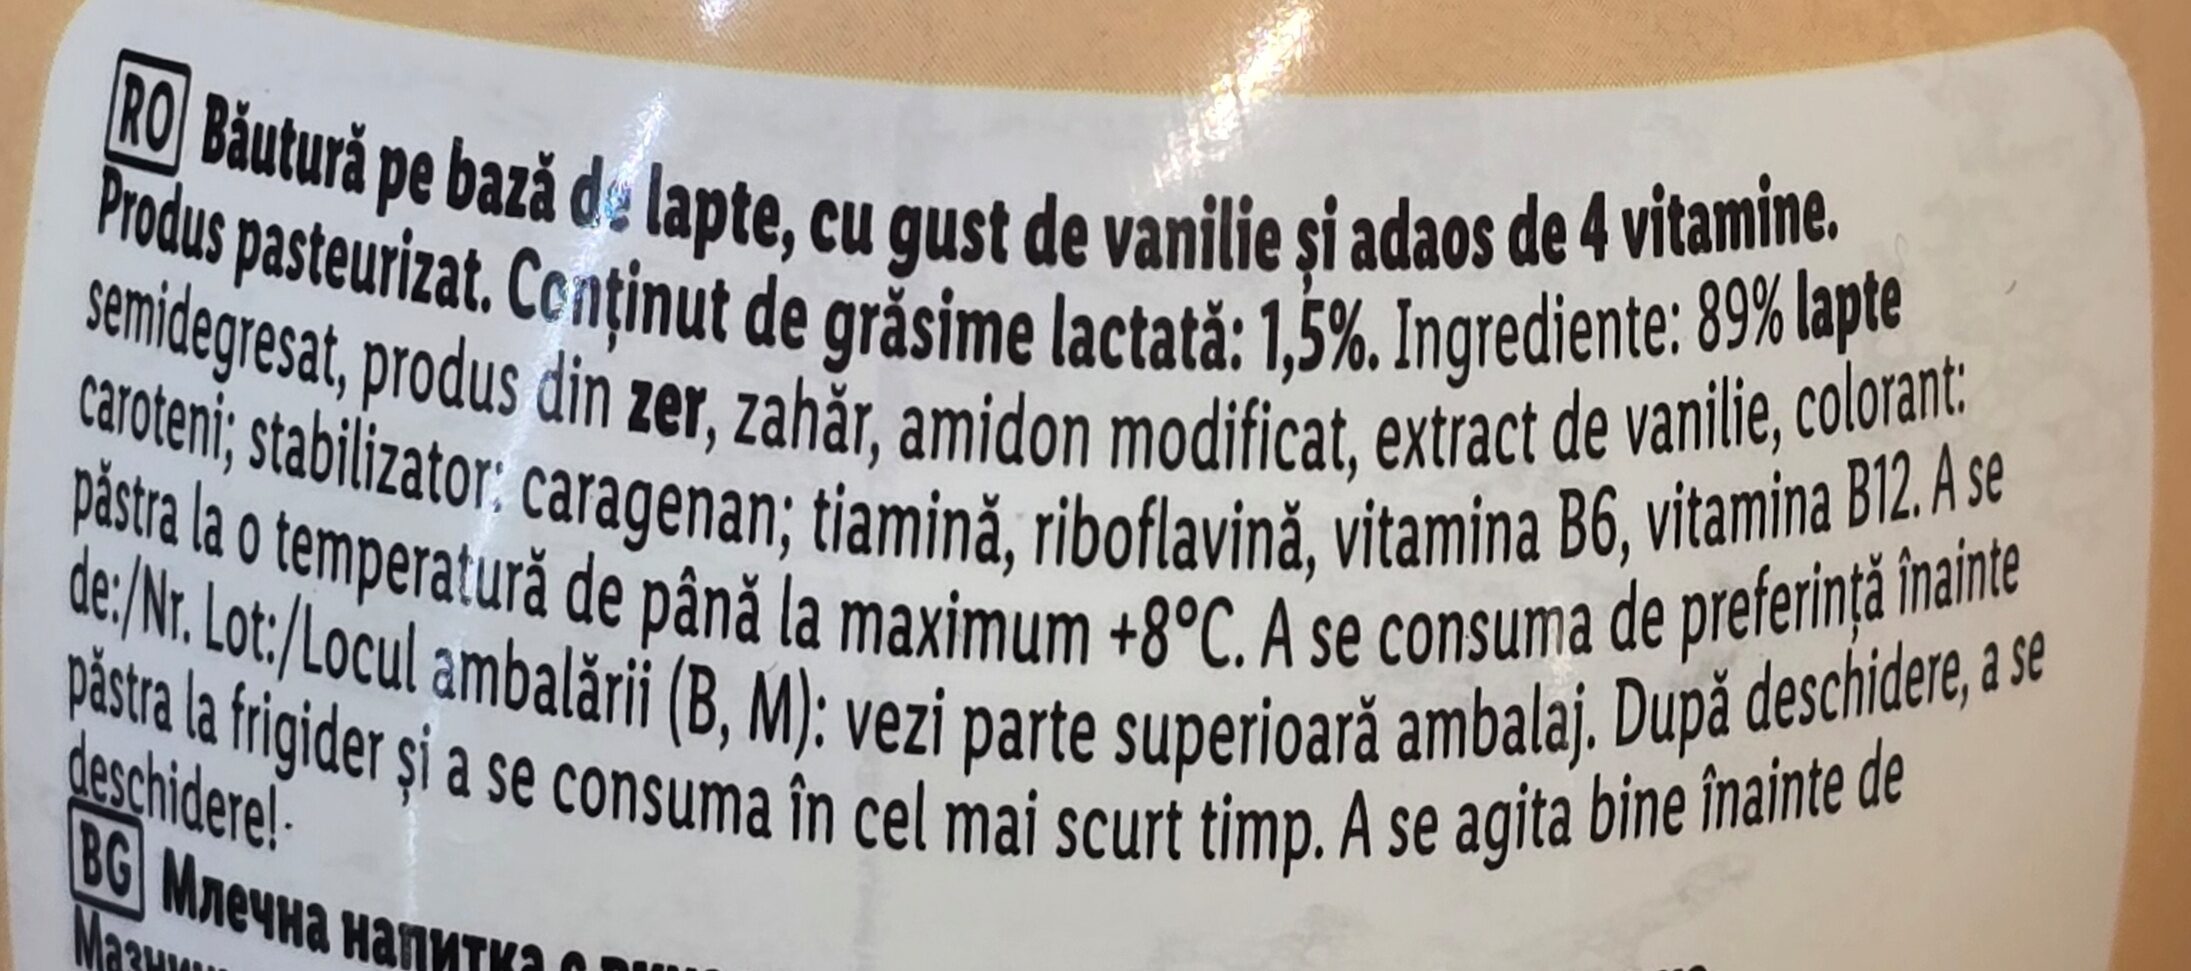 RO Băutură pe bază de lapte, cu gust de vanilie și adaos de 4 vitamine.
Produs pasteurizat. Conținut de grăsime lactată: 1,5%. Ingrediente: 89% lapte
semidegresat, produs din zer, zahăr, amidon modificat, extract de vanilie, colorant:
caroteni; stabilizator: caragenan; tiamină, riboflavină, vitamina B6, vitamina B12. A se
păstra la o temperatură de până la maximum +8°C. A se consuma de preferință înainte
de:/Nr. Lot:/Locul ambalării (B, M): vezi parte superioară ambalaj. După deschidere, a se
păstra la frigider și a se consuma în cel mai scurt timp. A se agita bine înainte de
deschidere!
BG Млечна напитка с